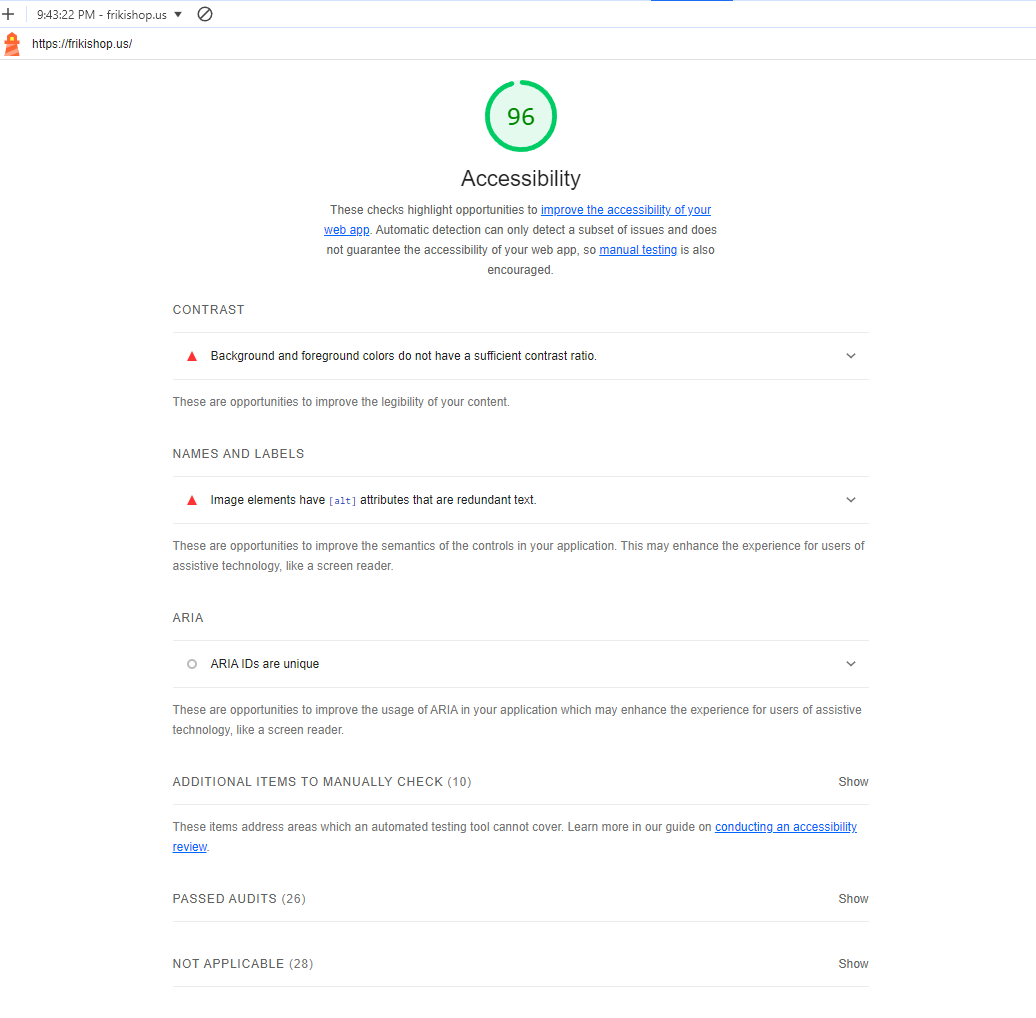 9:43:22 PM - frikishop.us
https://frikishop.us/
96
Accessibility
These checks highlight opportunities to improve the accessibility of your
web app. Automatic detection can only detect a subset of issues and does
not guarantee the accessibility of your web app, so manual testing is also
encouraged.
CONTRAST
Background and foreground colors do not have a sufficient contrast ratio.
These are opportunities to improve the legibility of your content.
NAMES AND LABELS
Image elements have [alt] attributes that are redundant text.
These are opportunities to improve the semantics of the controls in your application. This may enhance the experience for users of
assistive technology, like a screen reader.
ARIA
ARIA IDs are unique
These are opportunities to improve the usage of ARIA in your application which may enhance the experience for users of assistive
technology, like a screen reader.
ADDITIONAL ITEMS TO MANUALLY CHECK (10) Show
These items address areas which an automated testing tool cannot cover. Learn more in our guide on conducting an accessibility
review.
PASSED AUDITS (26) Show
NOT APPLICABLE (28) Show